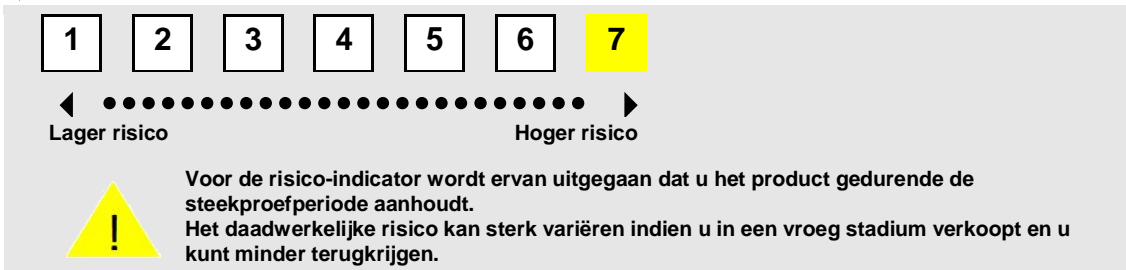 1 2 3 4 5 6 7
Lager risico Hoger risico
! Voor de risico-indicator wordt ervan uitgegaan dat u het product gedurende de
steekproefperiode aanhoudt.
Het daadwerkelijke risico kan sterk variëren indien u in een vroeg stadium verkoopt en u
kunt minder terugkrijgen.